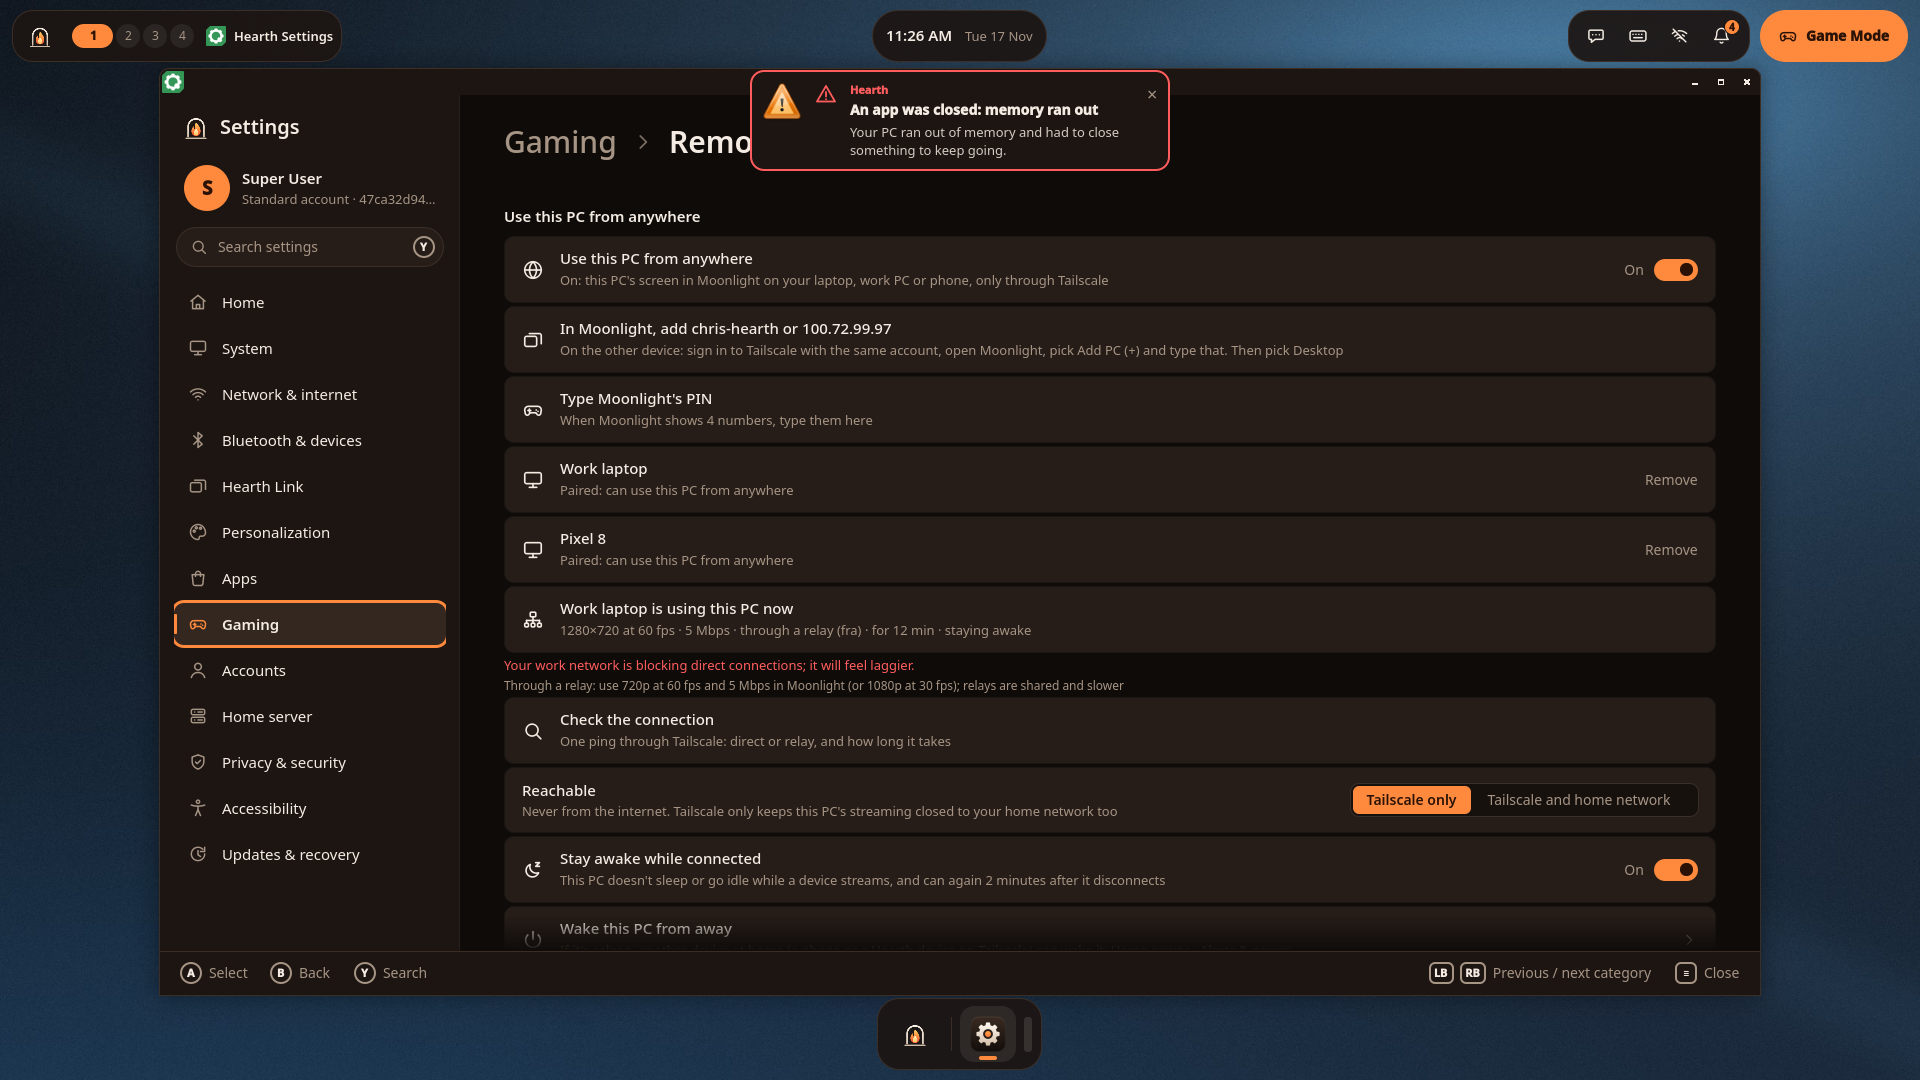 1 2 3 4 Hearth Settings
11:26 AM Tue 17 Nov
4
Game Mode
Hearth
An app was closed: memory ran out
Your PC ran out of memory and had to close
something to keep going.
Settings
Super User
Standard account · 47ca32d94...
Search settings Y
Home
System
Network & internet
Bluetooth & devices
Hearth Link
Personalization
Apps
Gaming
Accounts
Home server
Privacy & security
Accessibility
Updates & recovery
Gaming > Remo
Use this PC from anywhere
Use this PC from anywhere
On: this PC's screen in Moonlight on your laptop, work PC or phone, only through Tailscale
On
In Moonlight, add chris-hearth or 100.72.99.97
On the other device: sign in to Tailscale with the same account, open Moonlight, pick Add PC (+) and type that. Then pick Desktop
Type Moonlight's PIN
When Moonlight shows 4 numbers, type them here
Work laptop
Paired: can use this PC from anywhere
Remove
Pixel 8
Paired: can use this PC from anywhere
Remove
Work laptop is using this PC now
1280×720 at 60 fps · 5 Mbps · through a relay (fra) · for 12 min · staying awake
Your work network is blocking direct connections; it will feel laggier.
Through a relay: use 720p at 60 fps and 5 Mbps in Moonlight (or 1080p at 30 fps); relays are shared and slower
Check the connection
One ping through Tailscale: direct or relay, and how long it takes
Reachable
Never from the internet. Tailscale only keeps this PC's streaming closed to your home network too
Tailscale only Tailscale and home network
Stay awake while connected
This PC doesn't sleep or go idle while a device streams, and can again 2 minutes after it disconnects
On
Wake this PC from away
A Select B Back Y Search
LB RB Previous / next category ≡ Close